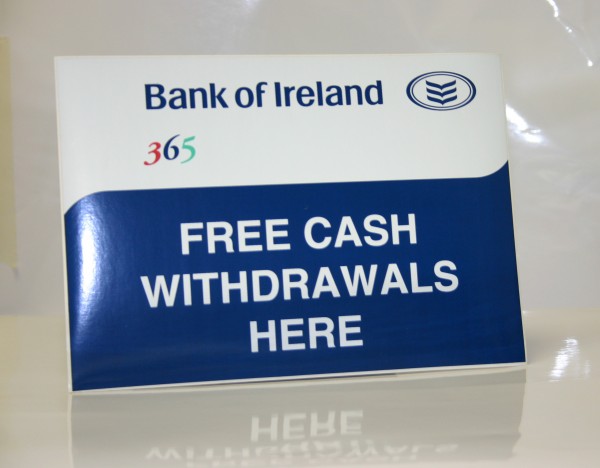 Bank of Ireland
365
FREE CASH
WITHDRAWALS
HERE